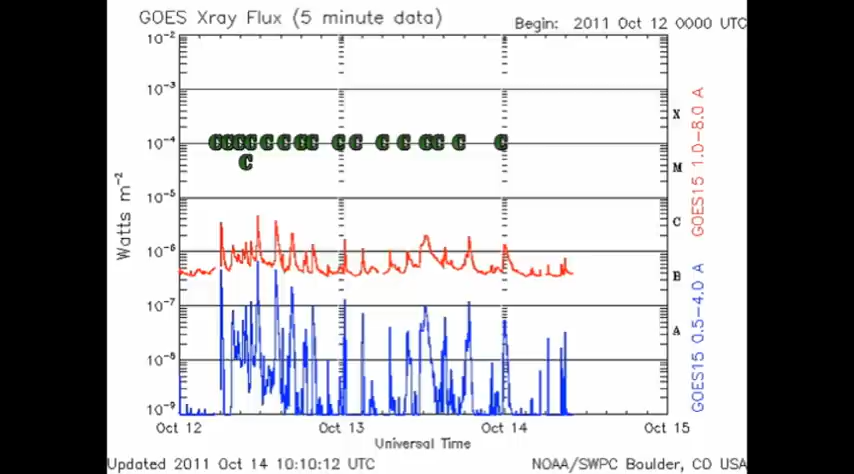 GOES Xray Flux (5 minute data)
Begin: 2011 Oct 12 0000 UTC
10-2
10-3
10-4
10-5
10-6
10-7
10-8
10-9
Watts m-2
C C C C C C C C C C C C C C C C C
C
X
M
C
B
A
GOES15 1.0-8.0 A
GOES15 0.5-4.0 A
Oct 12 Oct 13 Oct 14 Oct 15
Universal Time
Updated 2011 Oct 14 10:10:12 UTC
NOAA/SWPC Boulder, CO USA